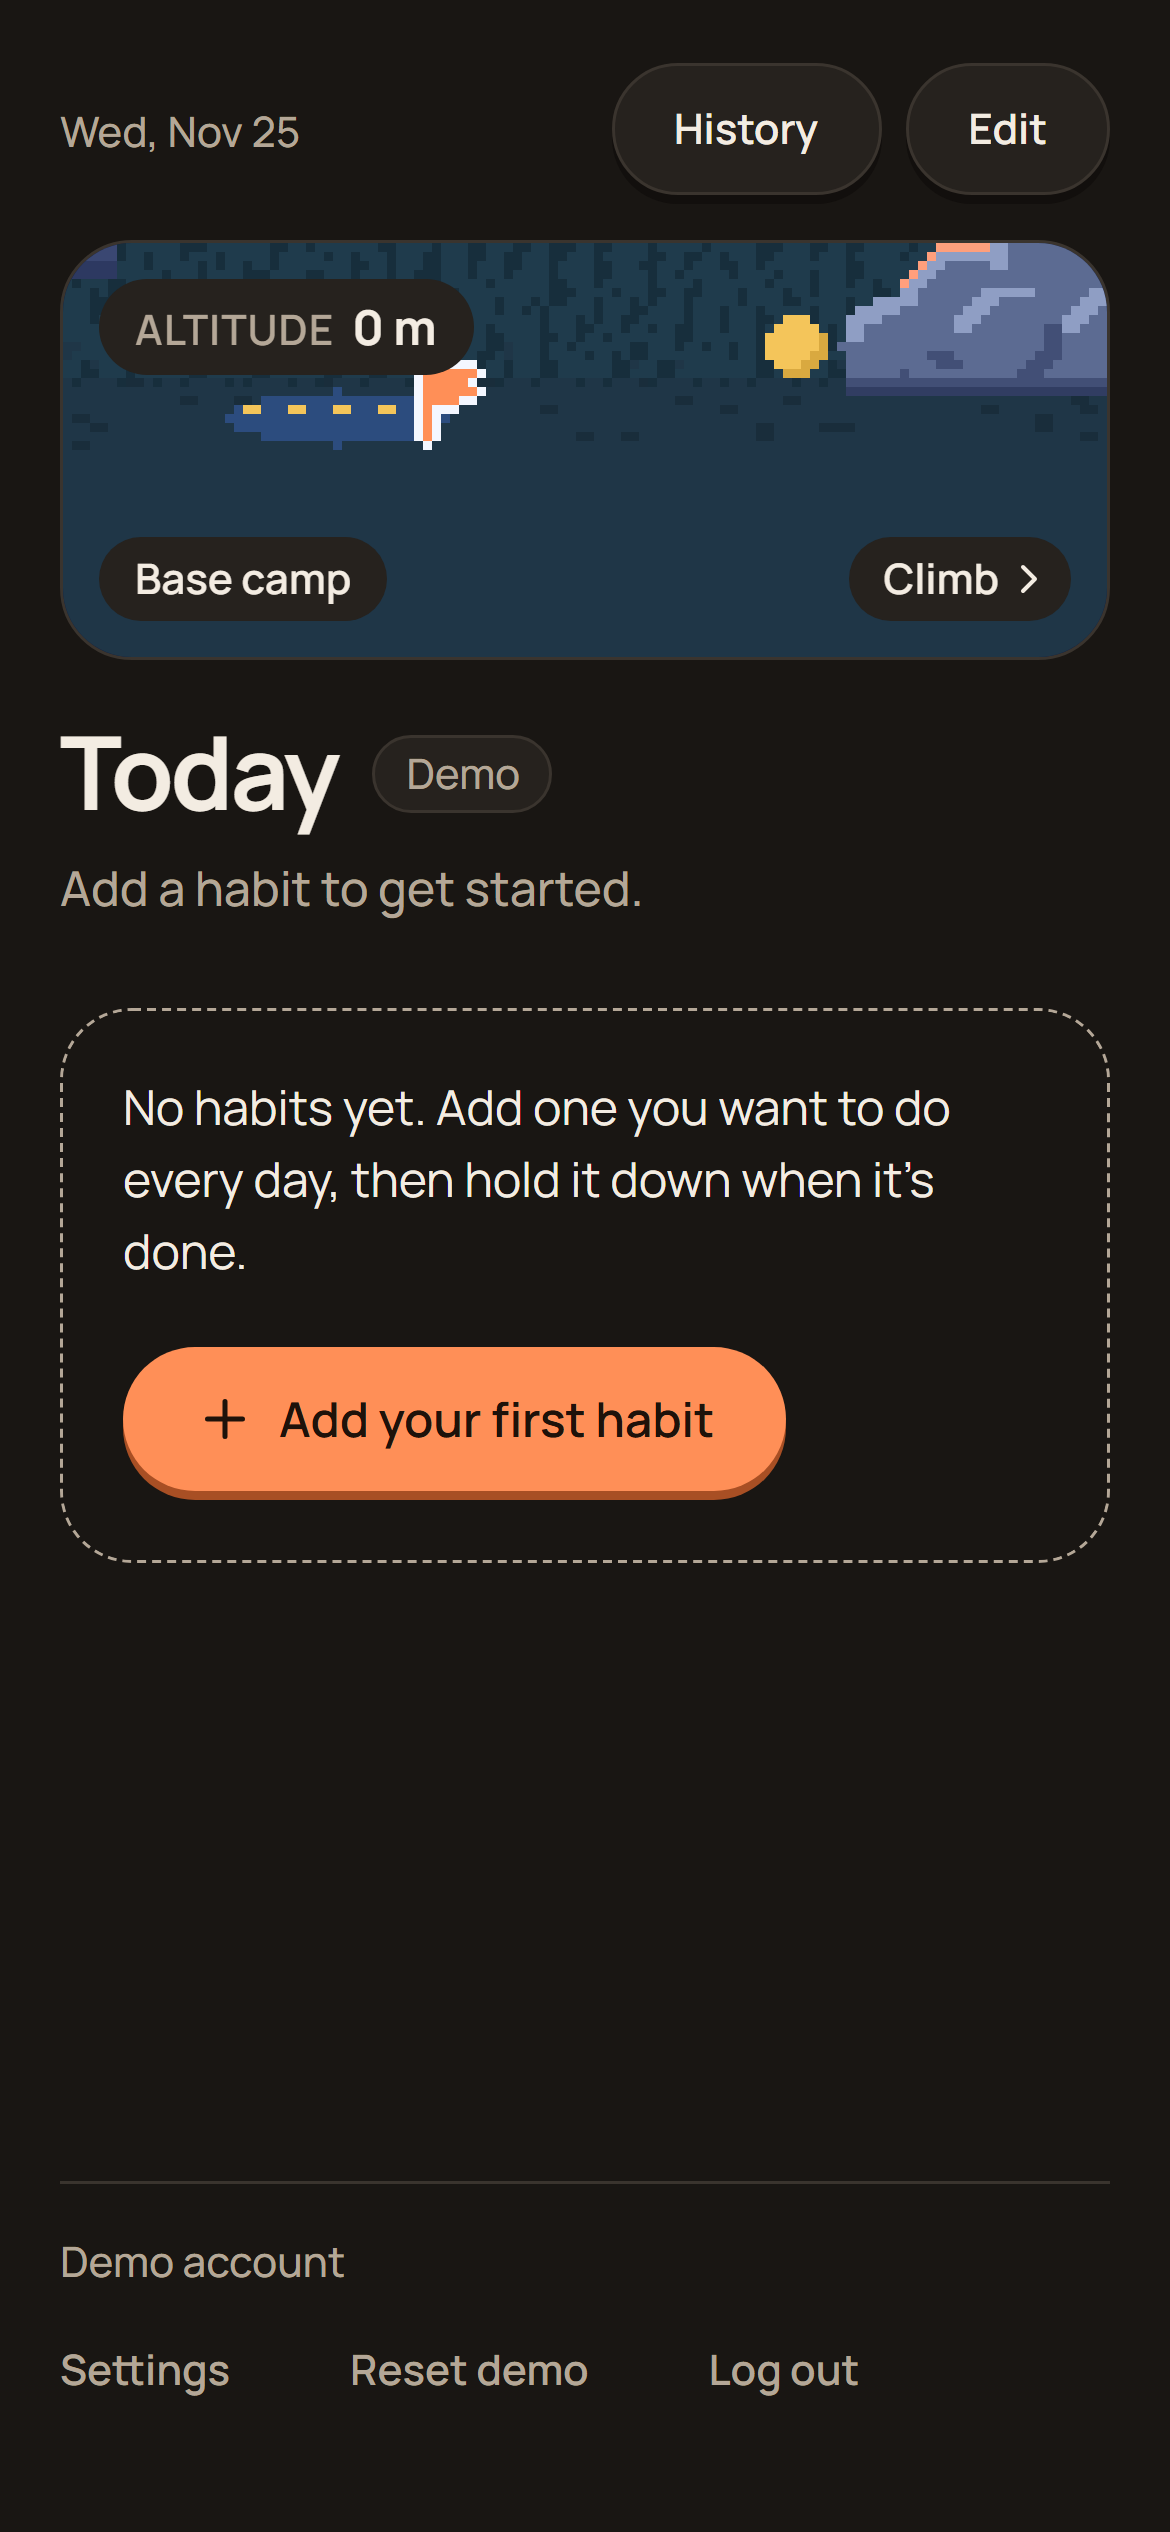 Wed, Nov 25
History
Edit
ALTITUDE 0 m
Base camp
Climb
Today
Demo
Add a habit to get started.
No habits yet. Add one you want to do
every day, then hold it down when it’s
done.
Add your first habit
Demo account
Settings
Reset demo
Log out